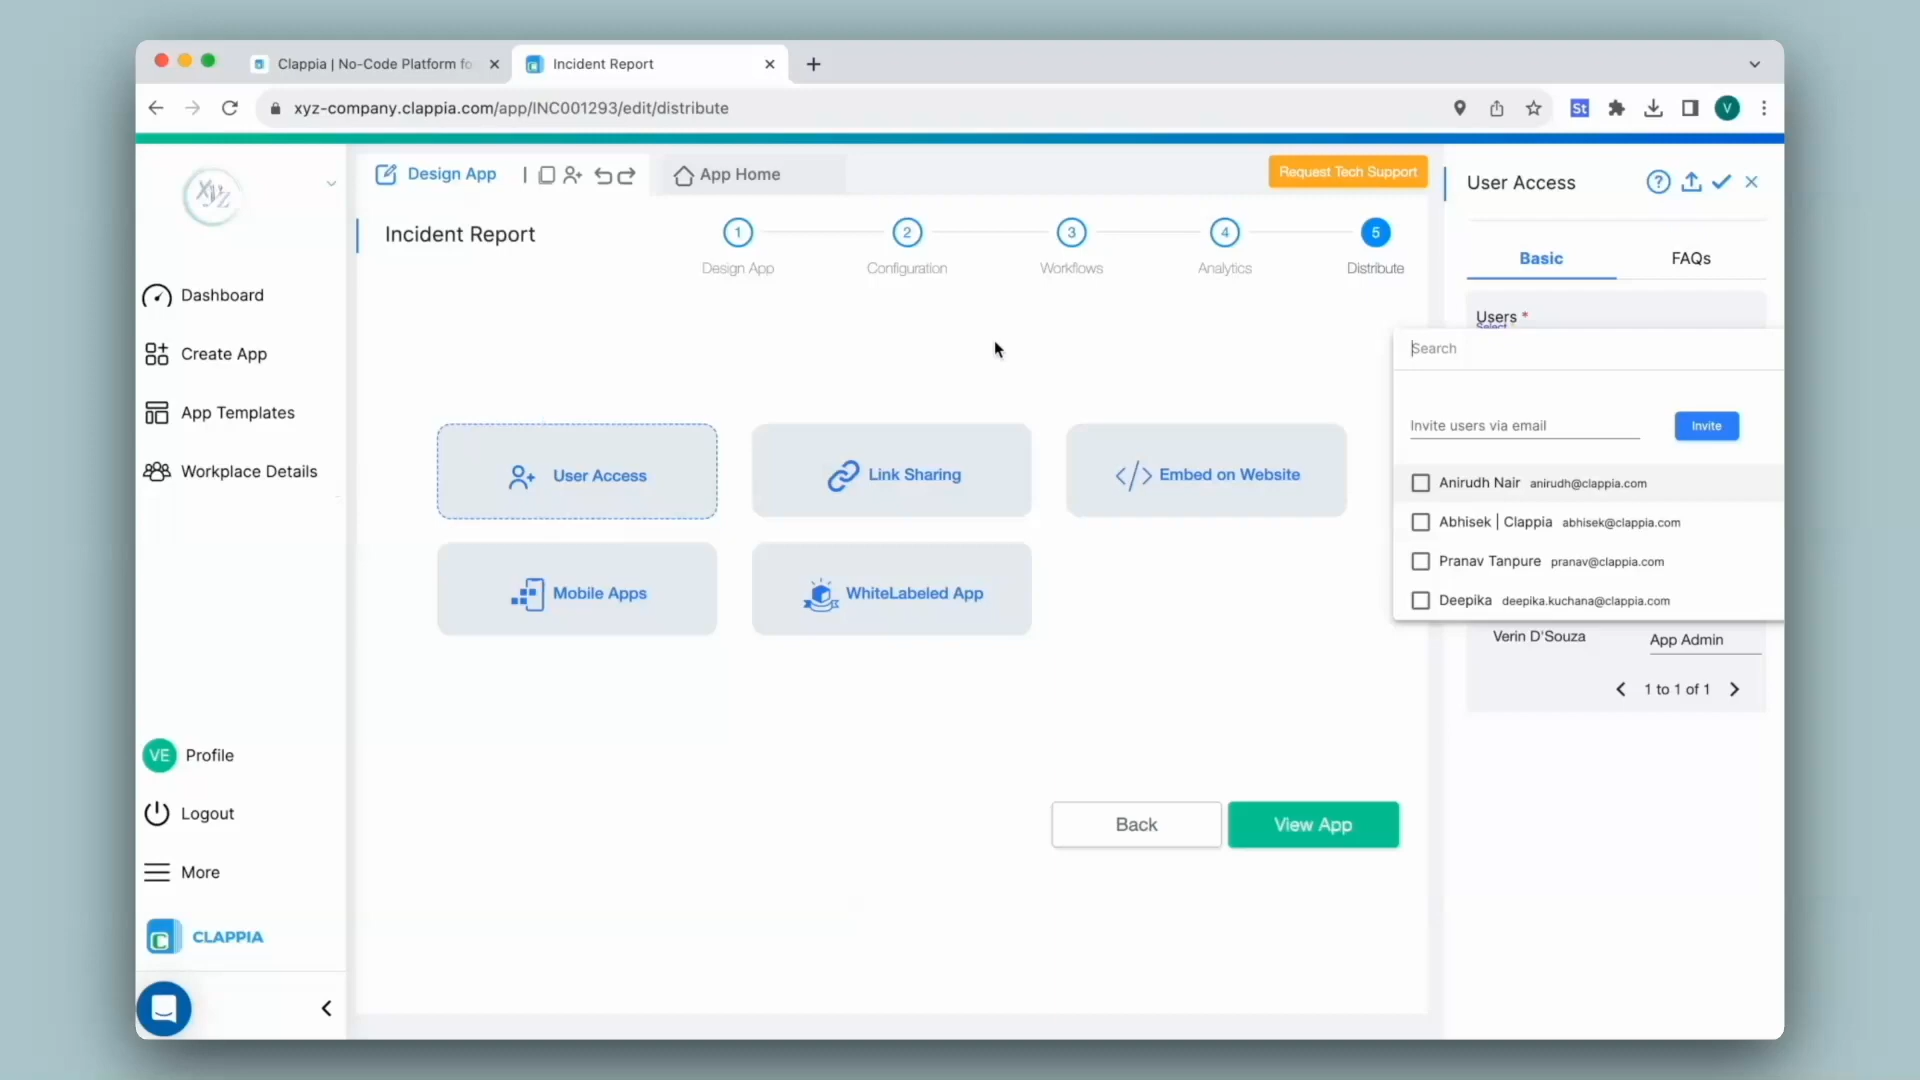 Clappia | No-Code Platform fo
Incident Report
xyz-company.clappia.com/app/INC001293/edit/distribute
St
V
XYZ
Dashboard
Create App
App Templates
Workplace Details
VE Profile
Logout
More
CLAPPIA
Design App
App Home
Request Tech Support
Incident Report
1
2
3
4
5
Design App
Configuration
Workflows
Analytics
Distribute
User Access
Link Sharing
Embed on Website
Mobile Apps
WhiteLabeled App
Back
View App
User Access
Basic
FAQs
Users *
Select
Search
Invite users via email
Invite
Anirudh Nair anirudh@clappia.com
Abhisek | Clappia abhisek@clappia.com
Pranav Tanpure pranav@clappia.com
Deepika deepika.kuchana@clappia.com
Verin D'Souza
App Admin
1 to 1 of 1